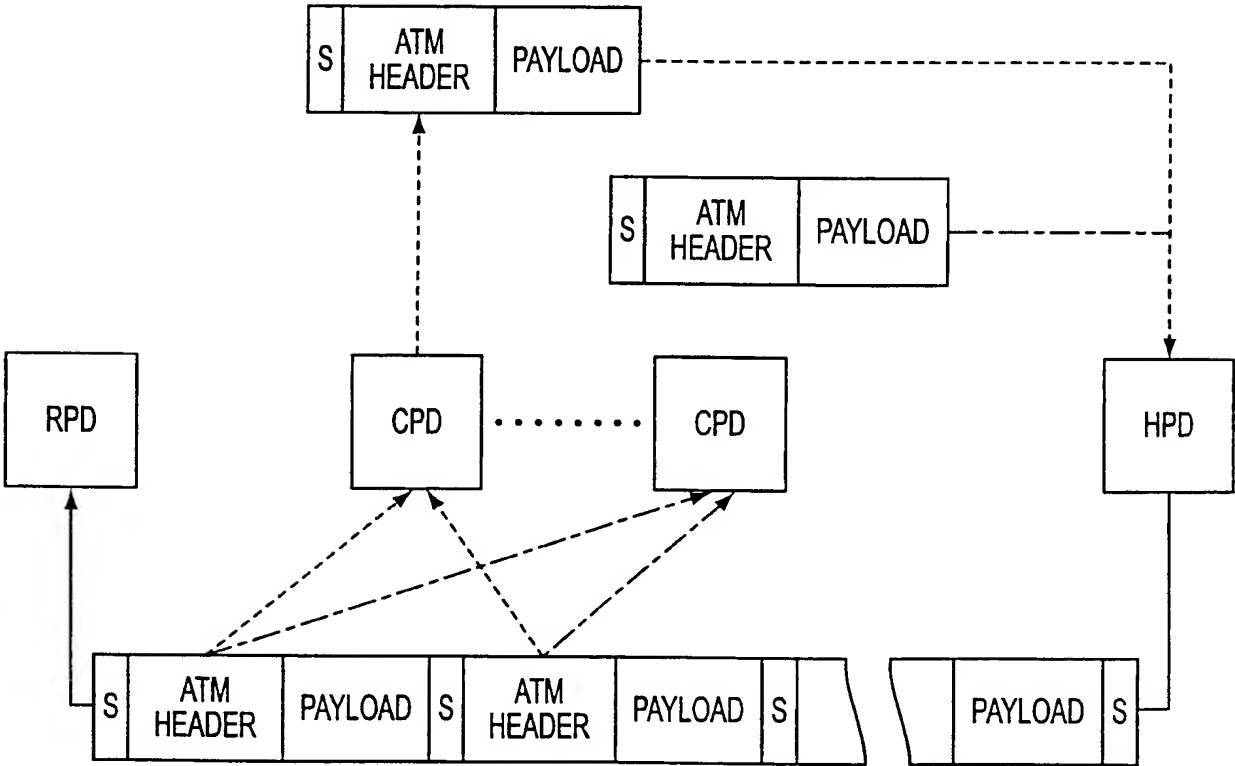 S
ATM
HEADER
PAYLOAD
S
ATM
HEADER
PAYLOAD
RPD
CPD
CPD
HPD
S
ATM
HEADER
PAYLOAD
S
ATM
HEADER
PAYLOAD
S
PAYLOAD
S